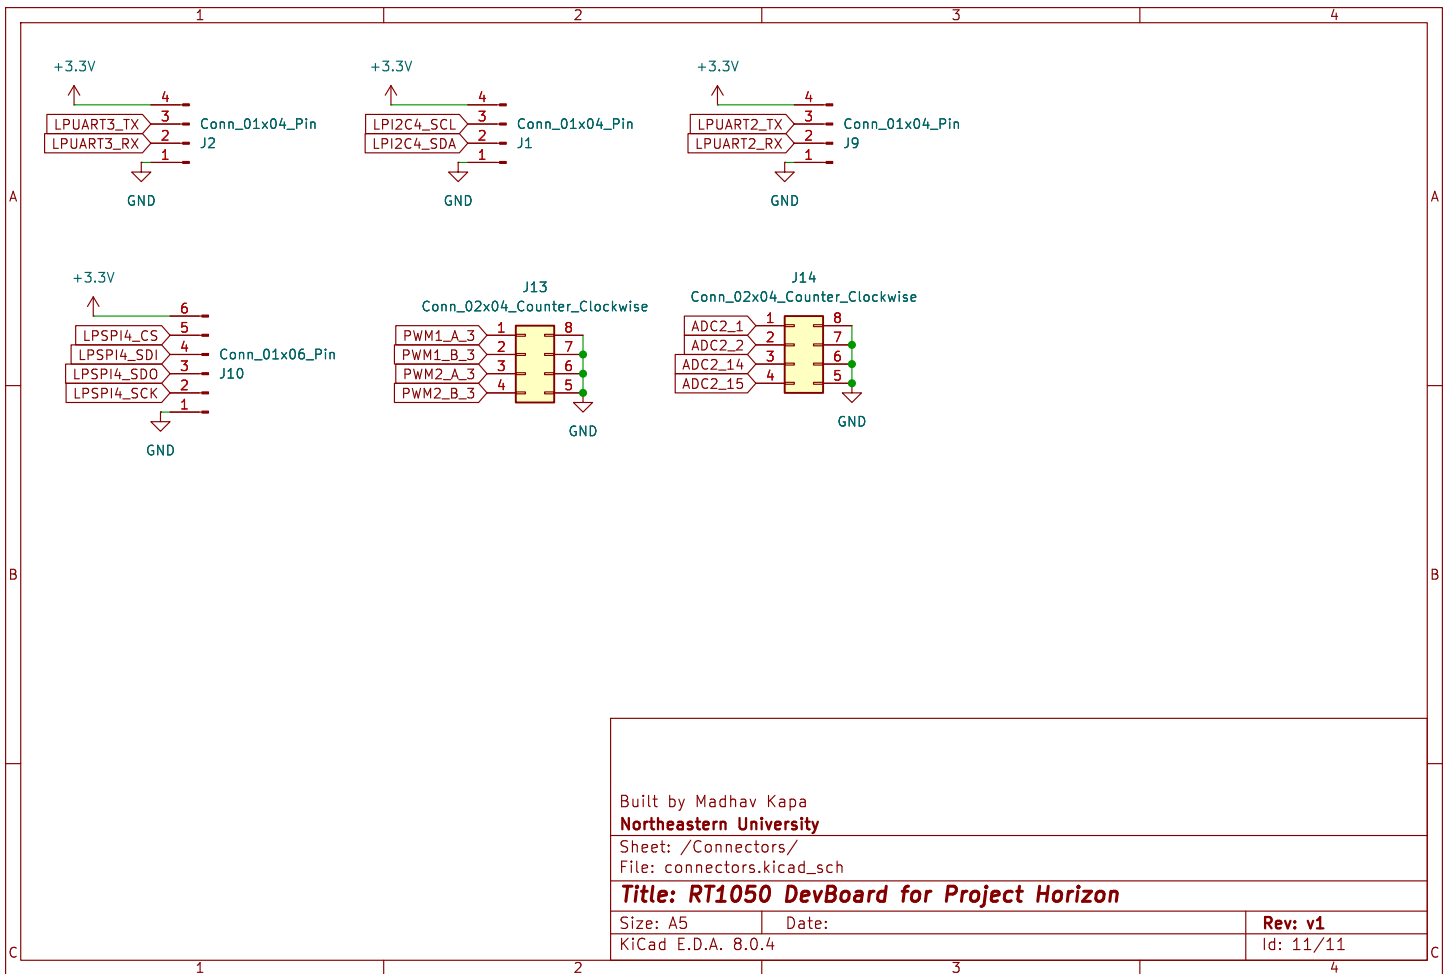 1 2 3 4
+3.3V +3.3V +3.3V
4 4 4
LPUART3_TX 3 Conn_01x04_Pin LPI2C4_SCL 3 Conn_01x04_Pin LPUART2_TX 3 Conn_01x04_Pin
LPUART3_RX 2 J2 LPI2C4_SDA 2 J1 LPUART2_RX 2 J9
1 1 1
A A
GND GND GND
+3.3V J13 J14
Conn_02x04_Counter_Clockwise Conn_02x04_Counter_Clockwise
6
LPSPI4_CS 5
LPSPI4_SDI 4 Conn_01x06_Pin
LPSPI4_SDO 3 J10
LPSPI4_SCK 2
1
GND
PWM1_A_3 1 8
PWM1_B_3 2 7
PWM2_A_3 3 6
PWM2_B_3 4 5
GND
ADC2_1 1 8
ADC2_2 2 7
ADC2_14 3 6
ADC2_15 4 5
GND
B B
Built by Madhav Kapa
Northeastern University
Sheet: /Connectors/
File: connectors.kicad_sch
Title: RT1050 DevBoard for Project Horizon
Size: A5 Date: Rev: v1
KiCad E.D.A. 8.0.4 Id: 11/11
C C
1 2 3 4